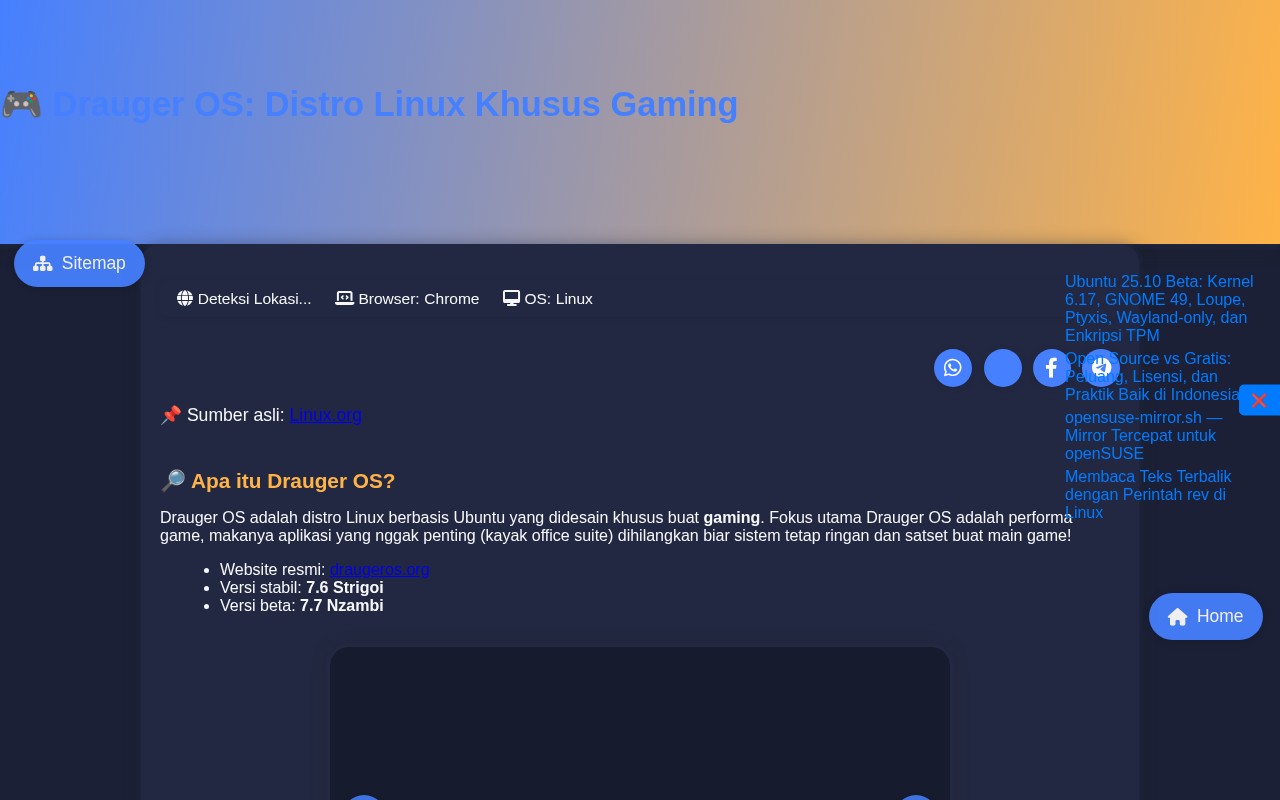 🎮 Drauger OS: Distro Linux Khusus Gaming
Sitemap
Deteksi Lokasi...
Browser: Chrome
OS: Linux
📌 Sumber asli: Linux.org
🔎 Apa itu Drauger OS?
Drauger OS adalah distro Linux berbasis Ubuntu yang didesain khusus buat gaming. Fokus utama Drauger OS adalah performa
game, makanya aplikasi yang nggak penting (kayak office suite) dihilangkan biar sistem tetap ringan dan satset buat main game!
Website resmi: draugeros.org
Versi stabil: 7.6 Strigoi
Versi beta: 7.7 Nzambi
Ubuntu 25.10 Beta: Kernel
6.17, GNOME 49, Loupe,
Ptyxis, Wayland-only, dan
Enkripsi TPM
Open Source vs Gratis:
Peluang, Lisensi, dan
Praktik Baik di Indonesia
opensuse-mirror.sh —
Mirror Tercepat untuk
openSUSE
Membaca Teks Terbalik
dengan Perintah rev di
Linux
Home